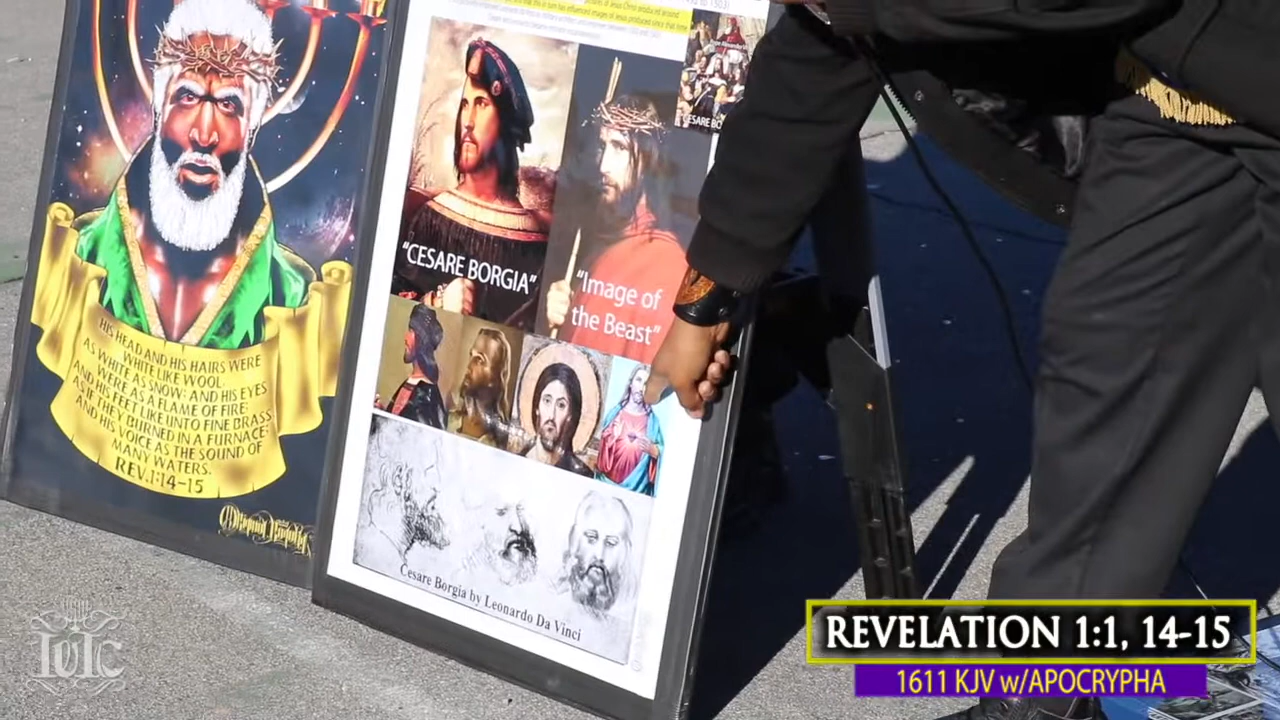 HIS HEAD AND HIS HAIRS WERE
WHITE LIKE WOOL,
AS WHITE AS SNOW; AND HIS EYES
WERE AS A FLAME OF FIRE;
AND HIS FEET LIKE UNTO FINE BRASS
AS IF THEY BURNED IN A FURNACE;
AND HIS VOICE AS THE SOUND OF
MANY WATERS.
REV.1:14-15
"CESARE BORGIA"
"Image of
the Beast"
CESARE BO
Cesare Borgia by Leonardo Da Vinci
IUIC
REVELATION 1:1, 14-15
1611 KJV w/APOCRYPHA